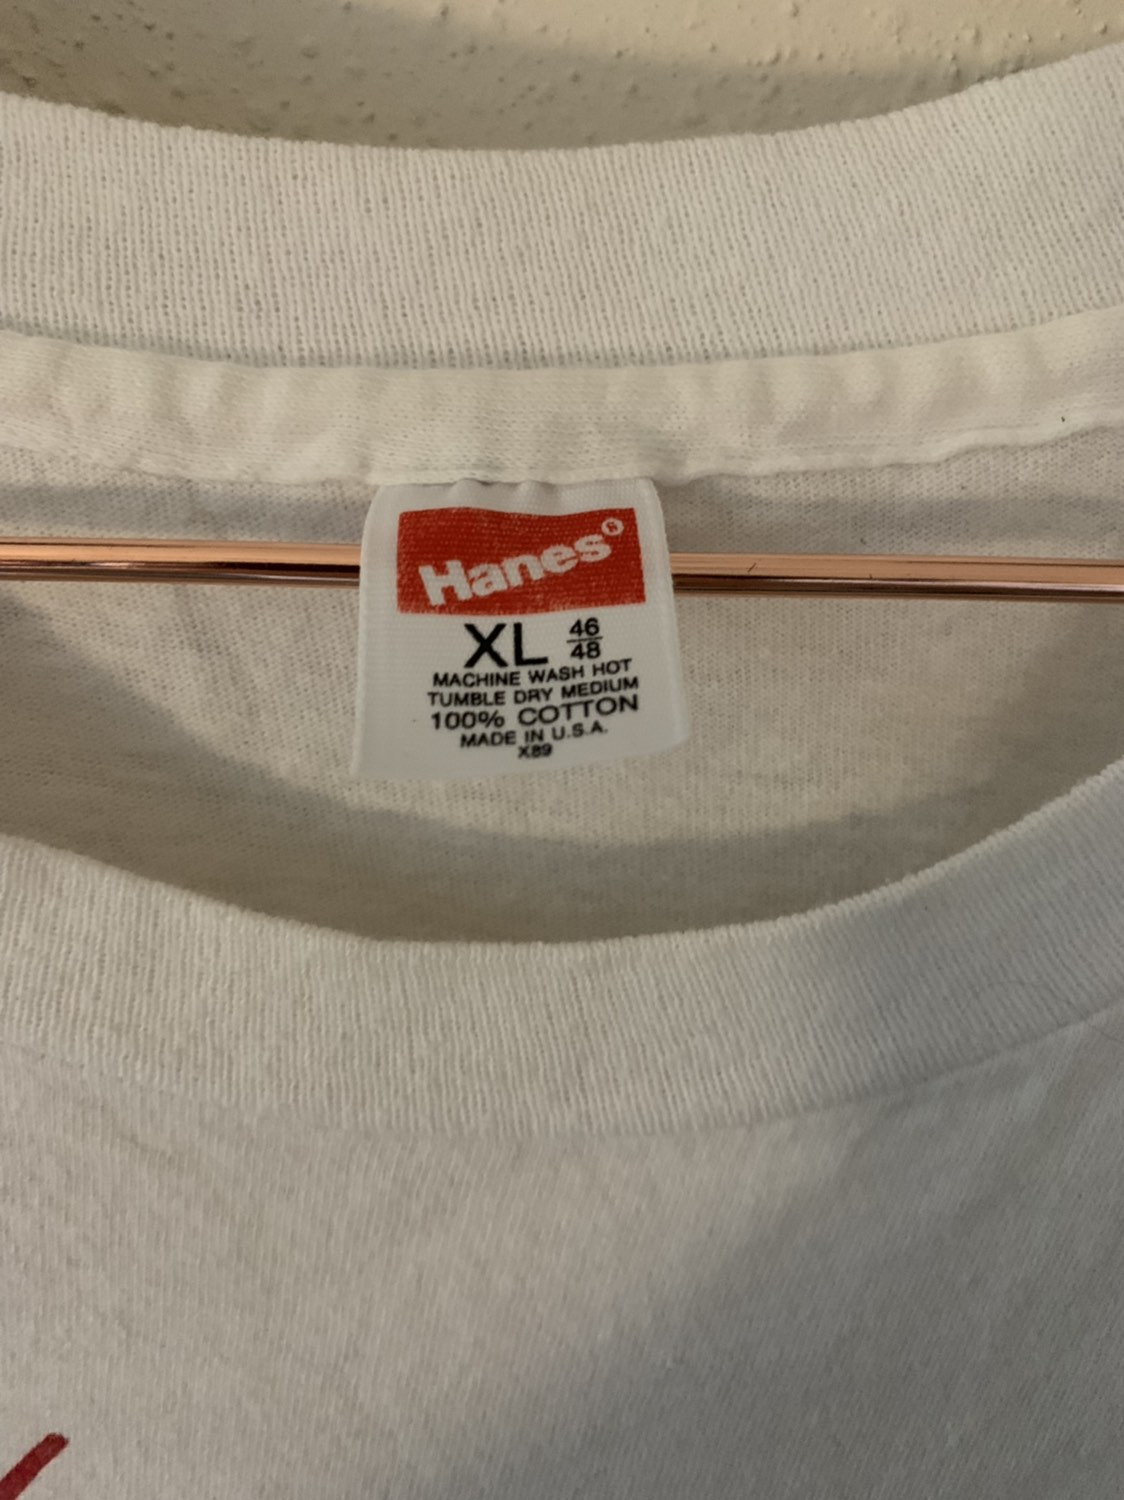 Hanes®
XL 46/48
MACHINE WASH HOT
TUMBLE DRY MEDIUM
100% COTTON
MADE IN U.S.A.
X89